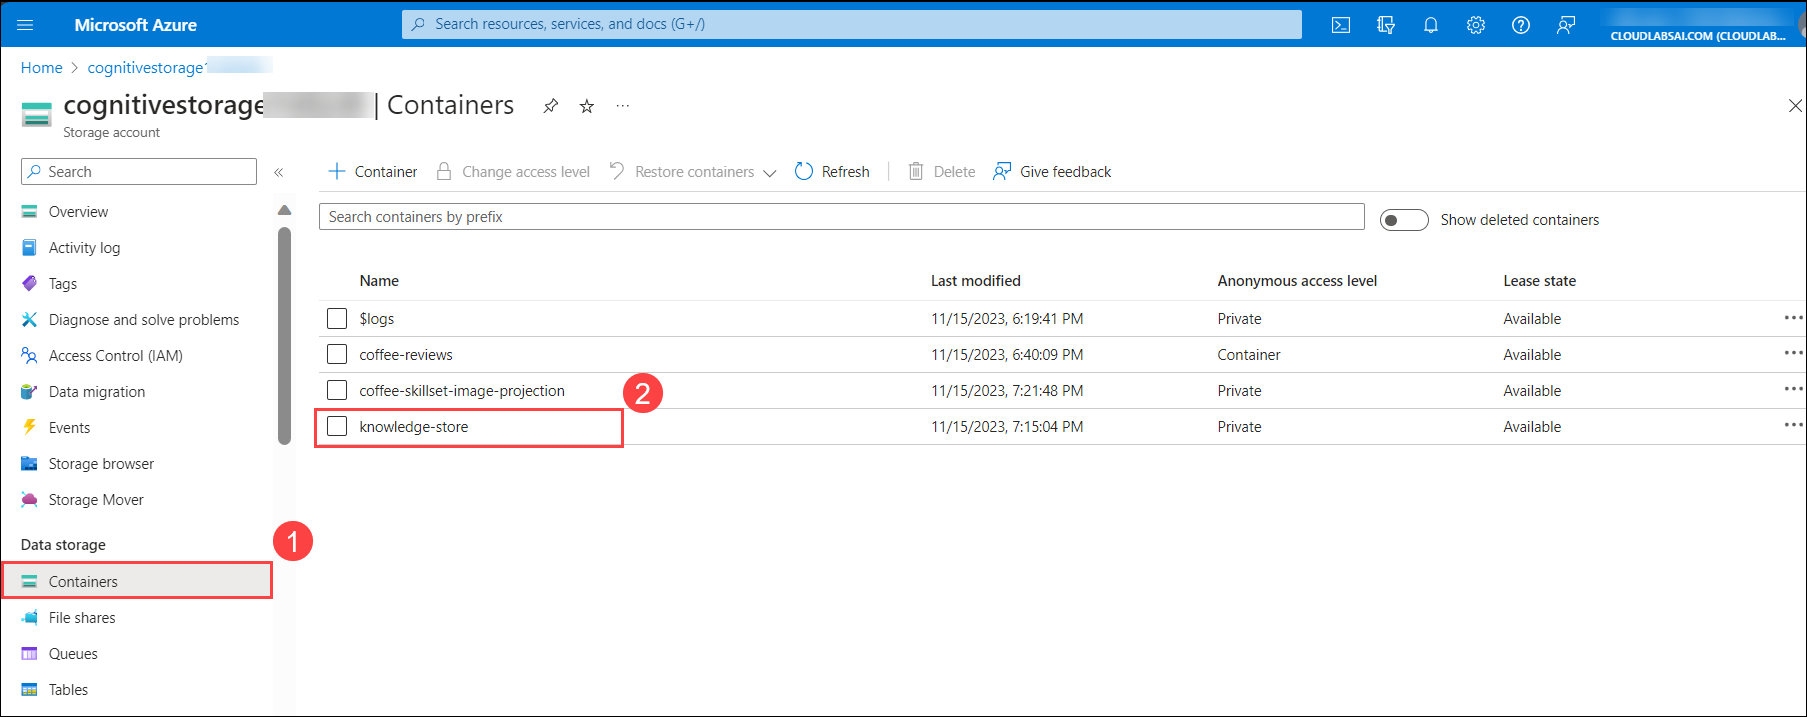 Microsoft Azure
Search resources, services, and docs (G+/)
CLOUDLABSAI.COM (CLOUDLAB...
Home > cognitivestorage
cognitivestorage | Containers
Storage account
Search
Container
Change access level
Restore containers
Refresh
Delete
Give feedback
Search containers by prefix
Show deleted containers
Overview
Activity log
Tags
Diagnose and solve problems
Access Control (IAM)
Data migration
Events
Storage browser
Storage Mover
Data storage
1
Containers
File shares
Queues
Tables
Name Last modified Anonymous access level Lease state
$logs 11/15/2023, 6:19:41 PM Private Available
coffee-reviews 11/15/2023, 6:40:09 PM Container Available
coffee-skillset-image-projection 11/15/2023, 7:21:48 PM Private Available
2
knowledge-store 11/15/2023, 7:15:04 PM Private Available